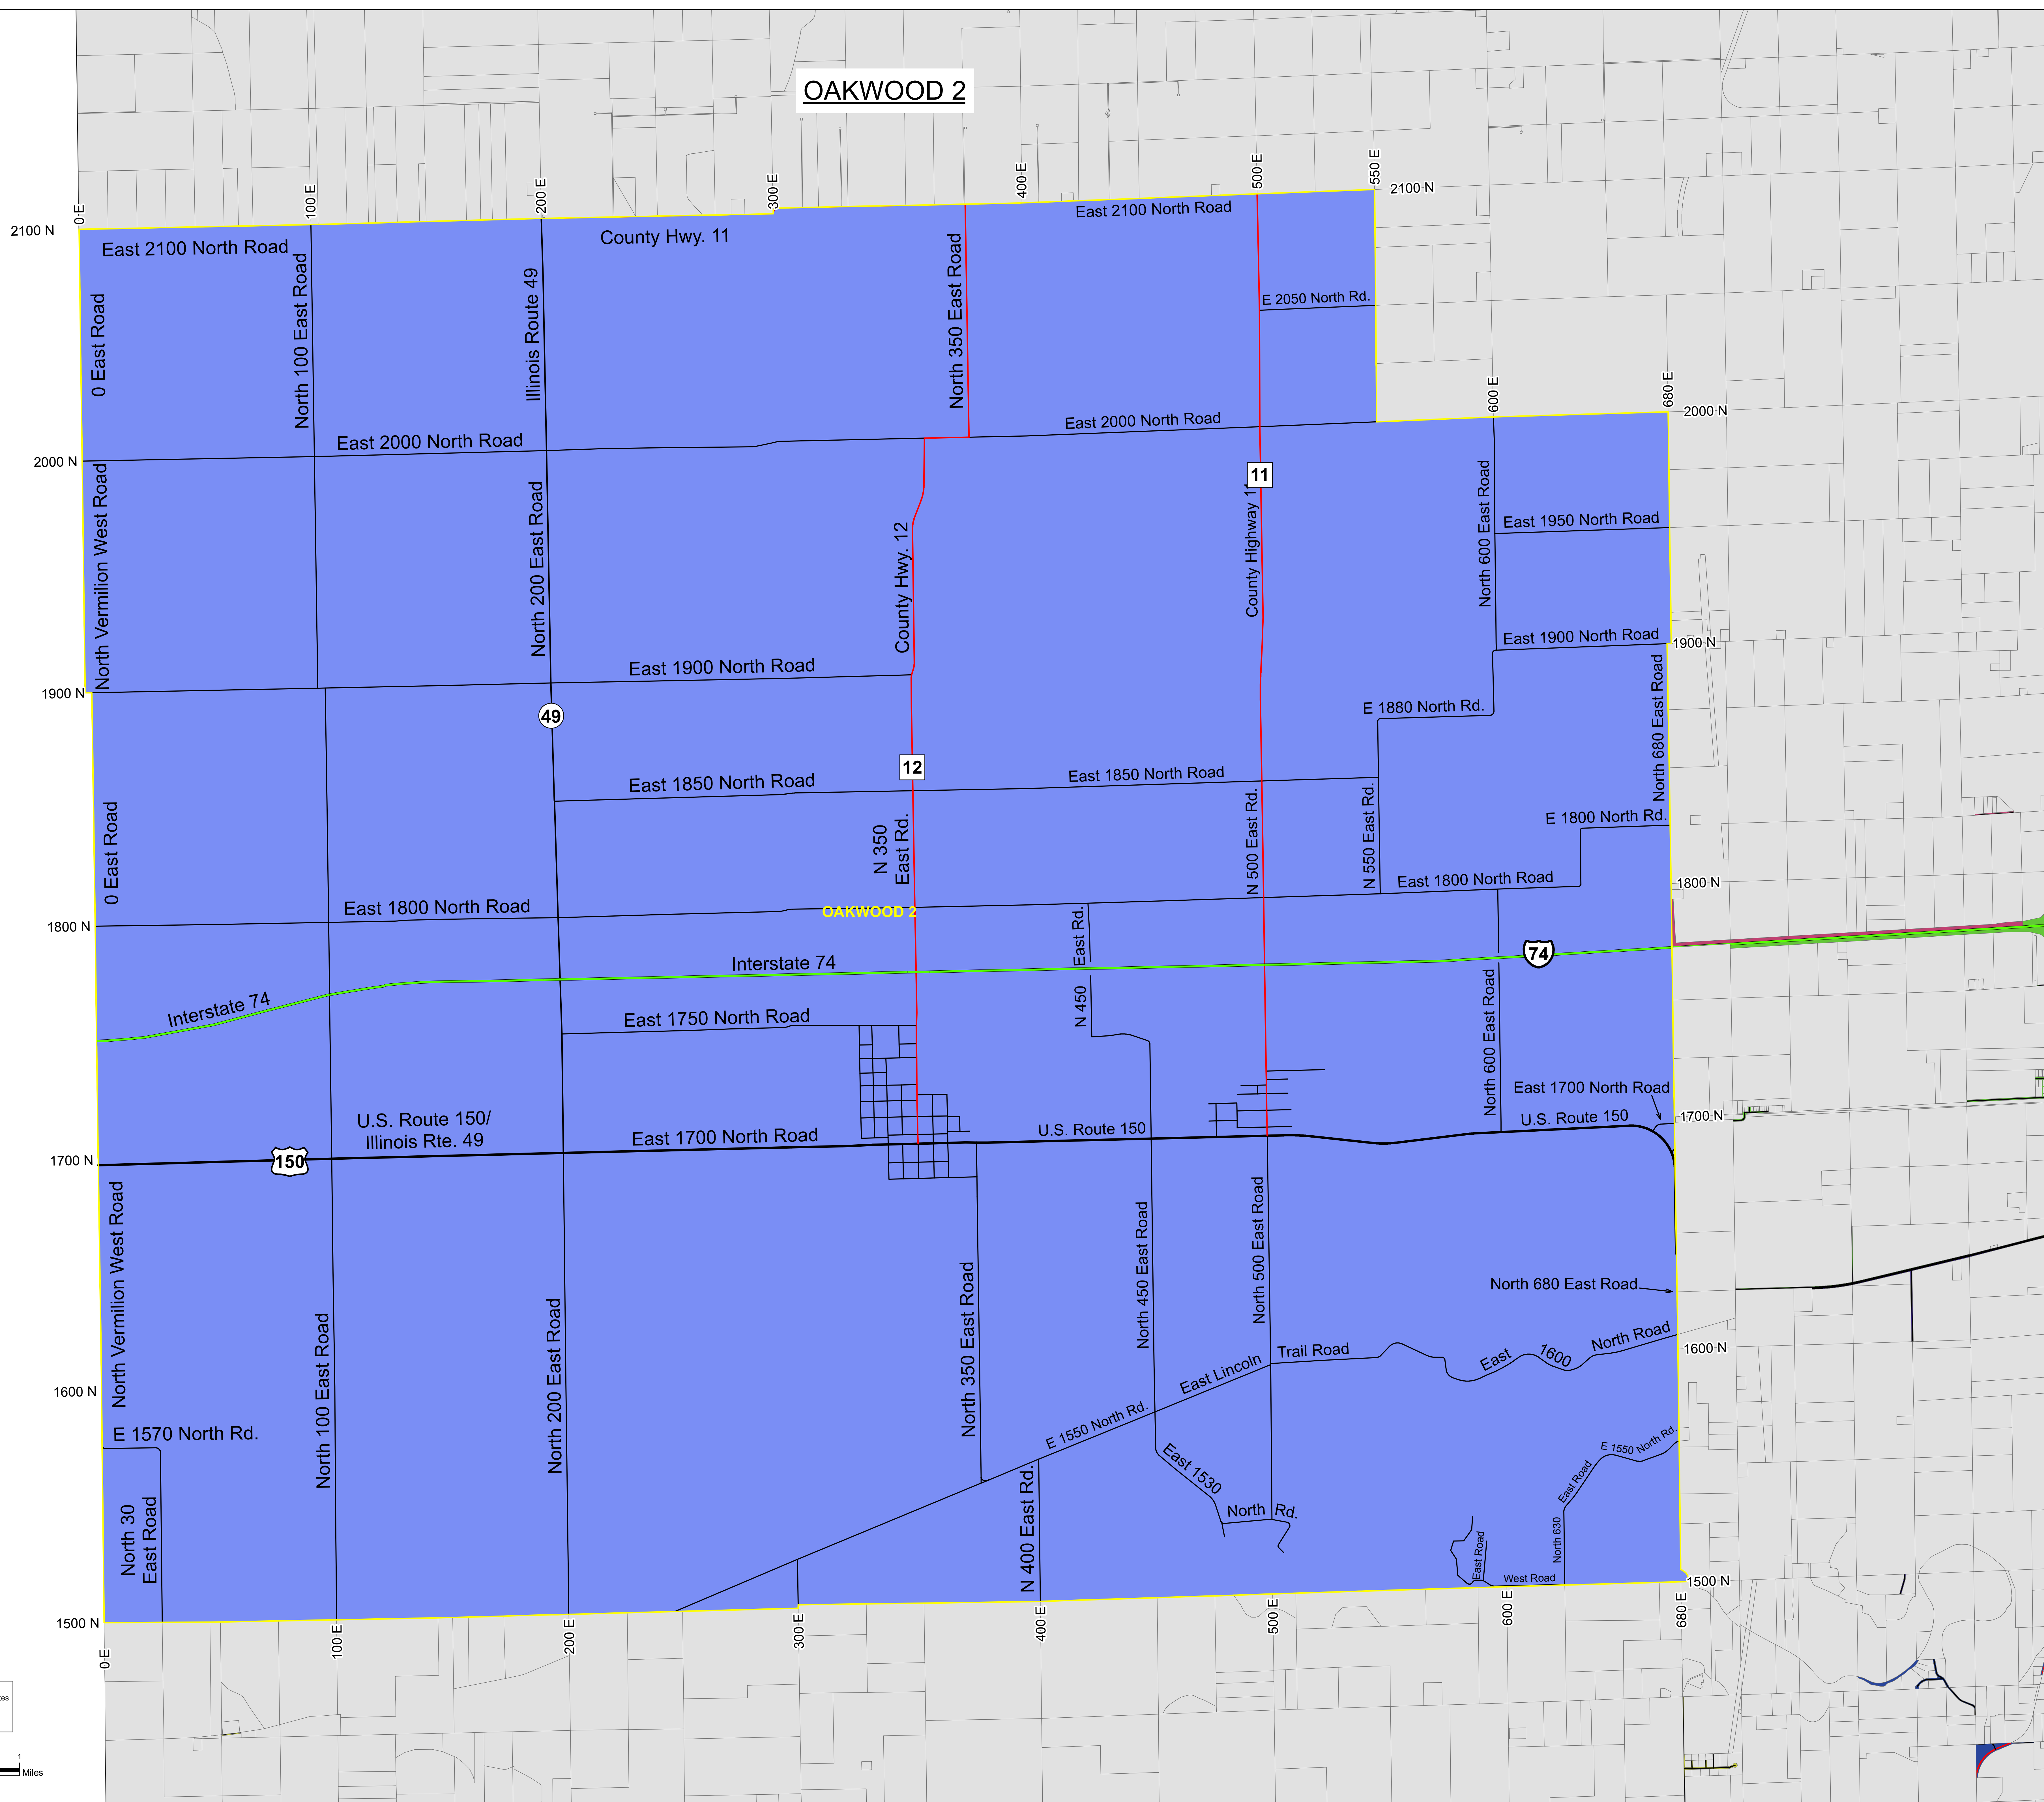 OAKWOOD 2
0 E
100 E
200 E
300 E
400 E
500 E
550 E
2100 N
2100 N
East 2100 North Road
County Hwy. 11
East 2100 North Road
0 East Road
North 100 East Road
Illinois Route 49
North 350 East Road
E 2050 North Rd.
600 E
680 E
2000 N
2000 N
East 2000 North Road
East 2000 North Road
11
North Vermilion West Road
North 200 East Road
County Hwy. 12
County Highway 11
North 600 East Road
East 1950 North Road
East 1900 North Road
East 1900 North Road
1900 N
1900 N
49
E 1880 North Rd.
North 680 East Road
12
East 1850 North Road
East 1850 North Road
0 East Road
N 350
East Rd.
N 500 East Rd.
N 550 East Rd.
E 1800 North Rd.
East 1800 North Road
East 1800 North Road
1800 N
1800 N
OAKWOOD 2
N 450 East Rd.
Interstate 74
Interstate 74
74
East 1750 North Road
North 600 East Road
East 1700 North Road
U.S. Route 150/
Illinois Rte. 49
East 1700 North Road
U.S. Route 150
U.S. Route 150
1700 N
1700 N
150
North Vermilion West Road
North 100 East Road
North 200 East Road
North 350 East Road
North 450 East Road
North 500 East Road
North 680 East Road
East Lincoln Trail Road
East 1600 North Road
1600 N
1600 N
E 1570 North Rd.
E 1550 North Rd.
E 1550 North Rd.
North 30
East Road
N 400 East Rd.
East 1530 North Rd.
East Road
West Road
North 630 East Road
1500 N
1500 N
0 E
100 E
200 E
300 E
400 E
500 E
600 E
680 E
1
Miles